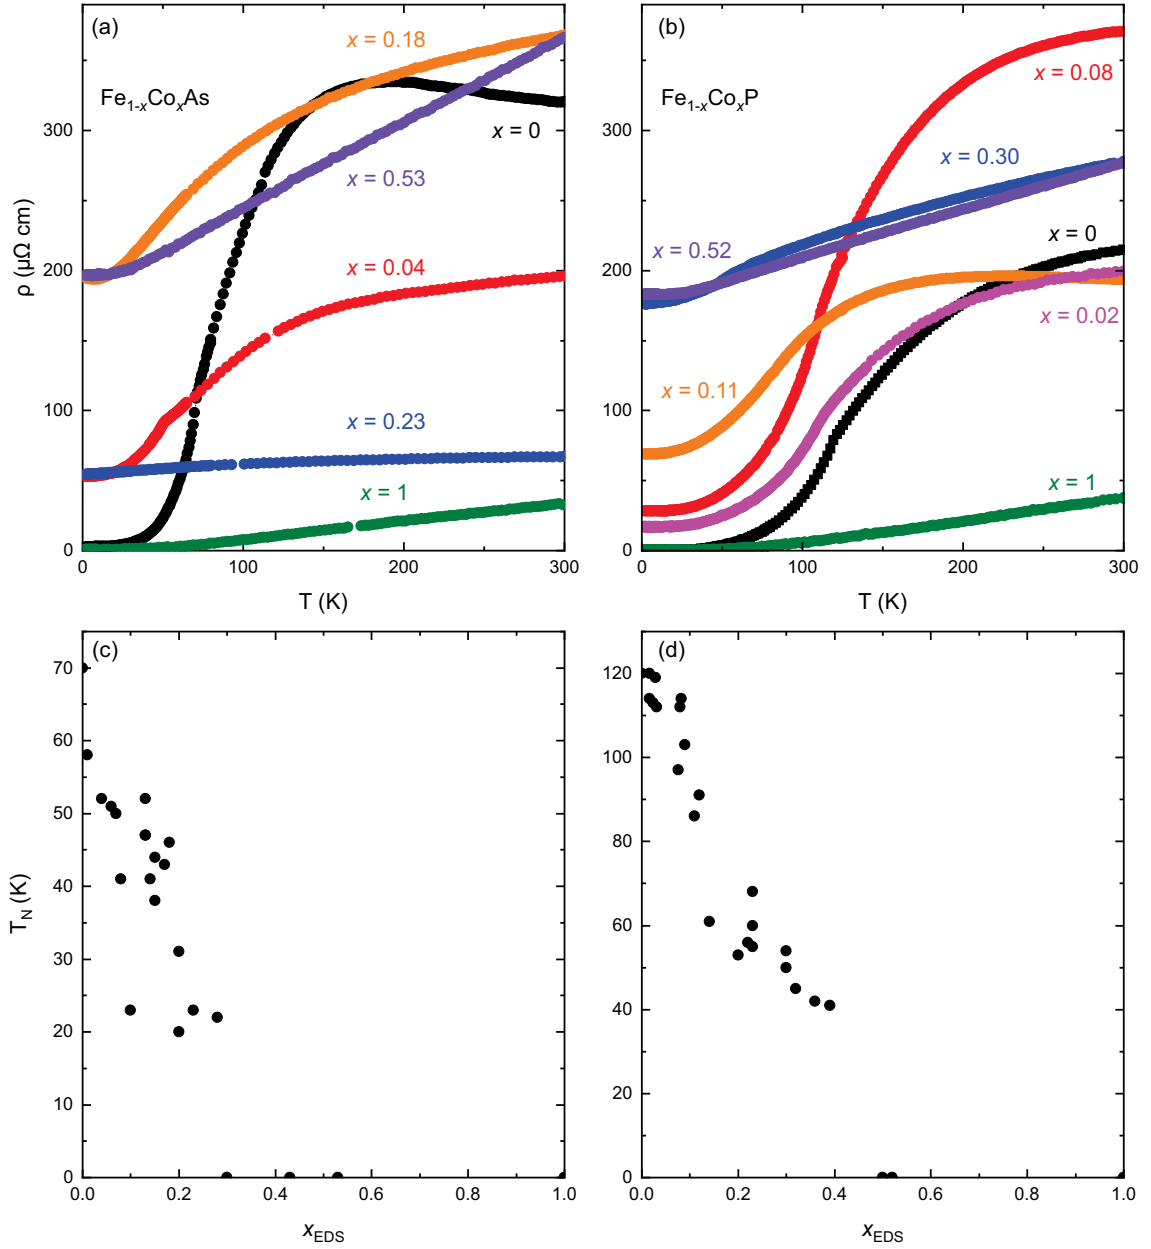 (a)
Fe1-xCoxAs
x = 0.18
x = 0
x = 0.53
x = 0.04
x = 0.23
x = 1
ρ (μΩ cm)
300
200
100
0
0 100 200 300
T (K)
(b)
Fe1-xCoxP
x = 0.08
x = 0.30
x = 0
x = 0.52
x = 0.02
x = 0.11
x = 1
300
200
100
0
0 100 200 300
T (K)
(c)
TN (K)
70
60
50
40
30
20
10
0
0.0 0.2 0.4 0.6 0.8 1.0
xEDS
(d)
120
100
80
60
40
20
0
0.0 0.2 0.4 0.6 0.8 1.0
xEDS